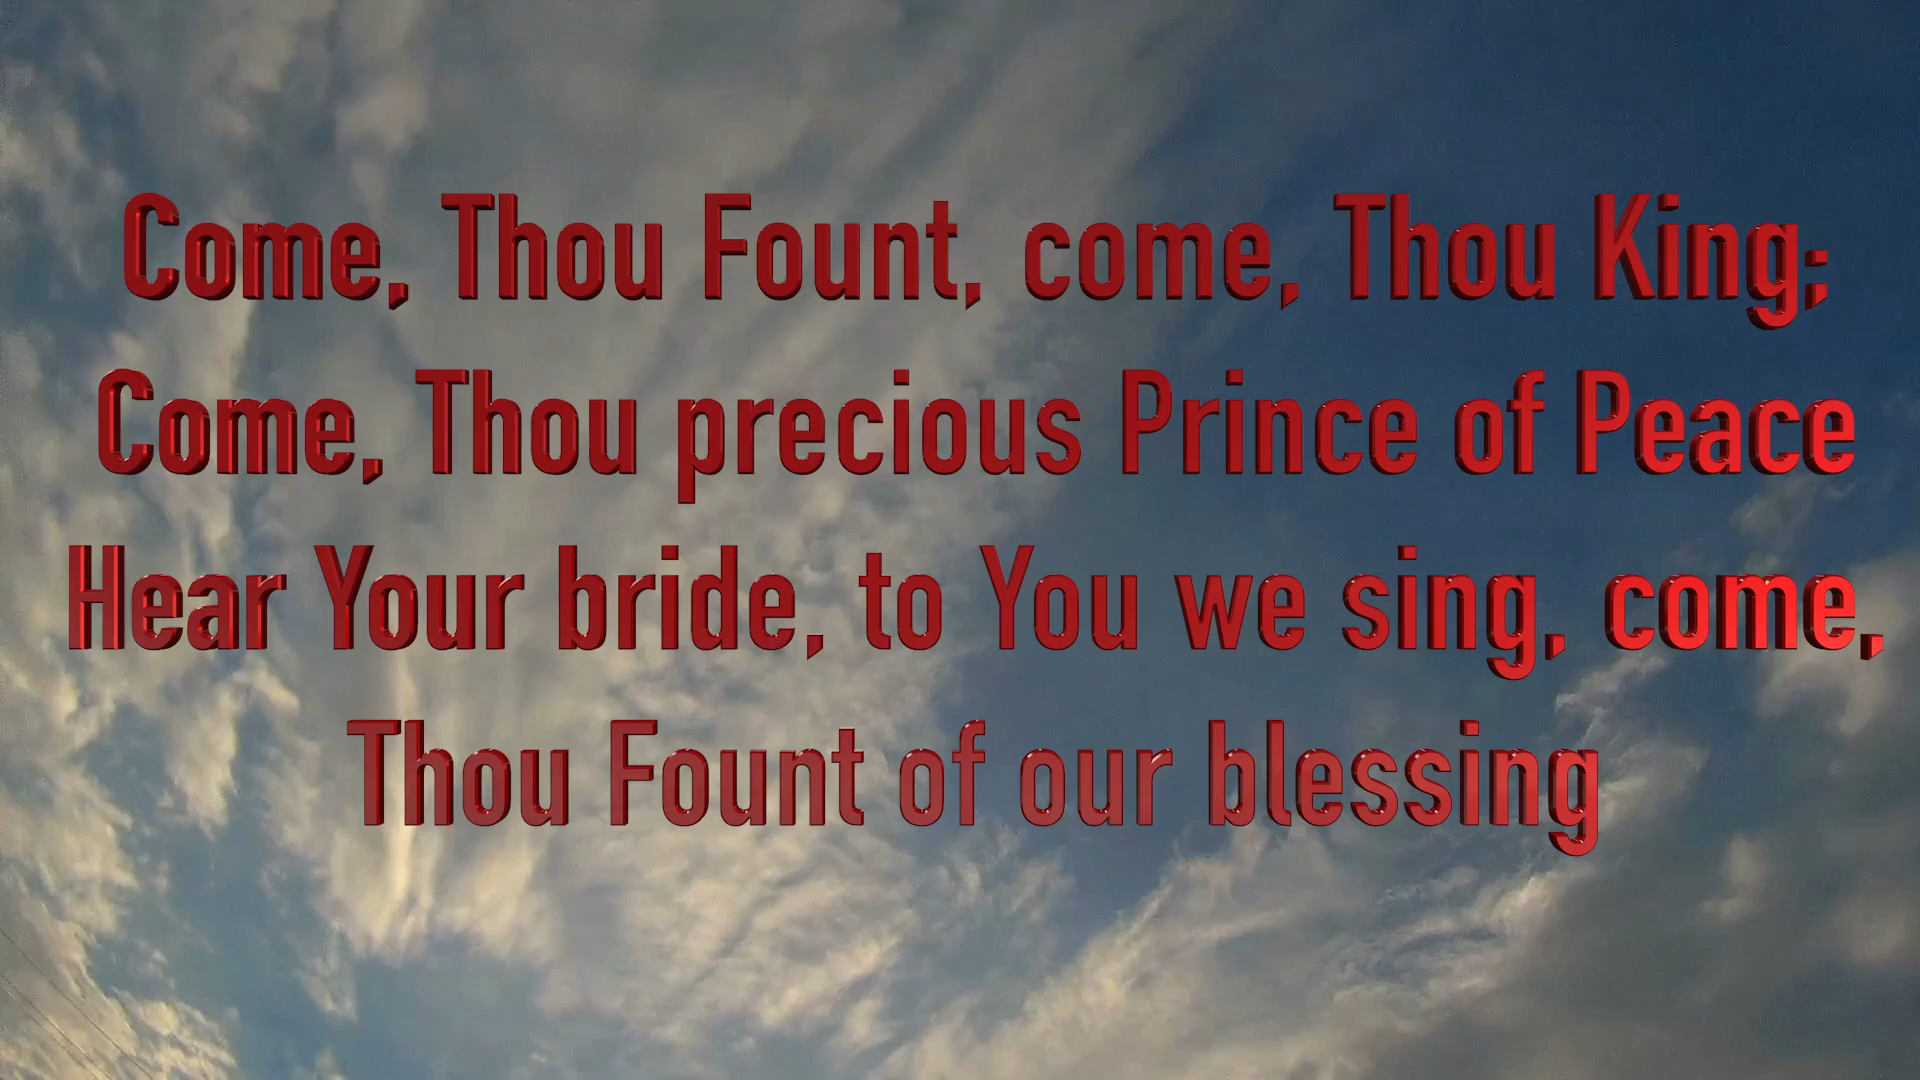 Come, Thou Fount, come, Thou King;
Come, Thou precious Prince of Peace
Hear Your bride, to You we sing, come,
Thou Fount of our blessing